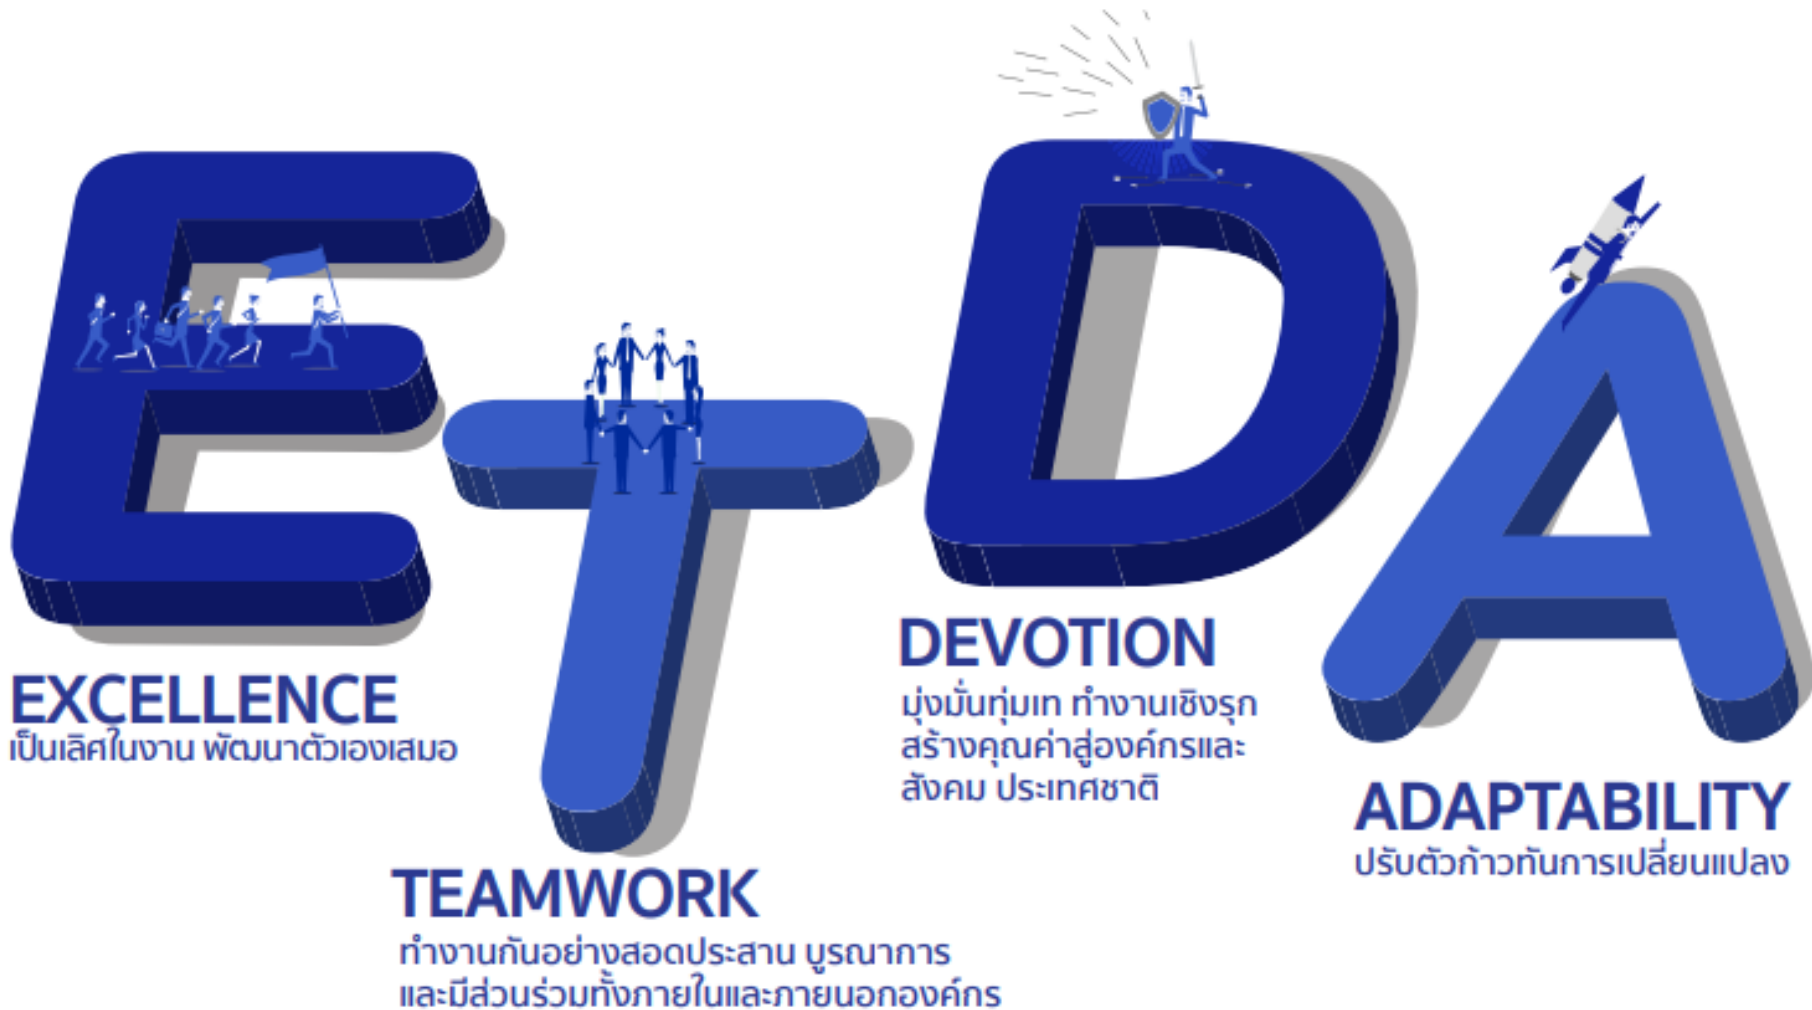 ETDA
EXCELLENCE
เป็นเลิศในงาน พัฒนาตัวเองเสมอ
TEAMWORK
ทำงานกันอย่างสอดประสาน บูรณาการ
และมีส่วนร่วมทั้งภายในและภายนอกองค์กร
DEVOTION
มุ่งมั่นทุ่มเท ทำงานเชิงรุก
สร้างคุณค่าสู่องค์กรและ
สังคม ประเทศชาติ
ADAPTABILITY
ปรับตัวก้าวทันการเปลี่ยนแปลง